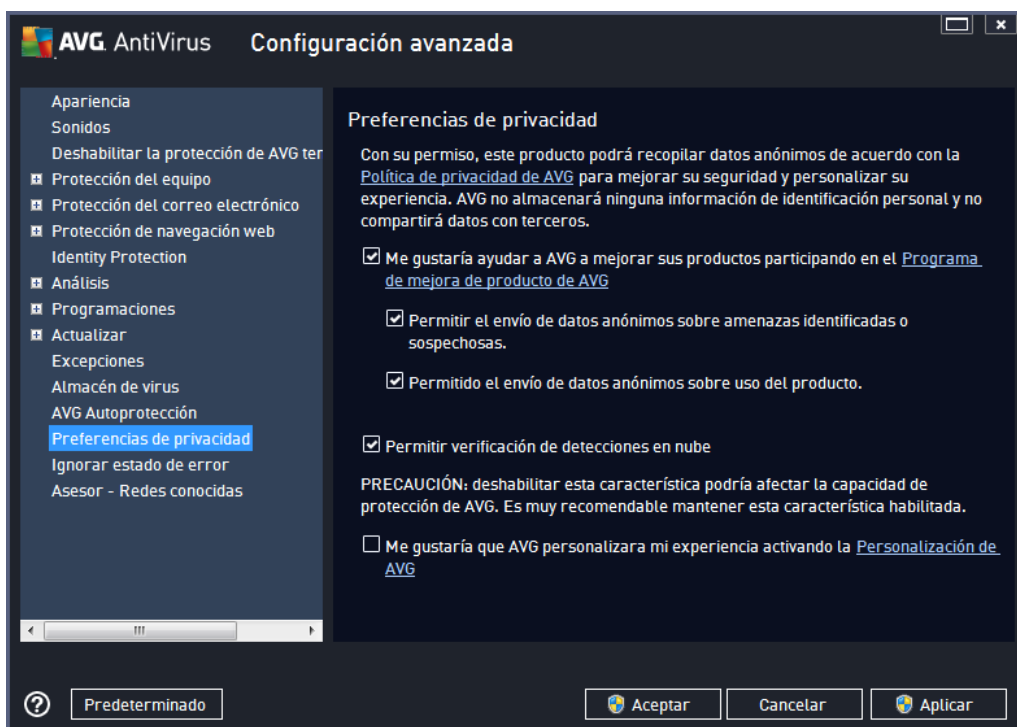 AVG. AntiVirus Configuración avanzada
Apariencia
Sonidos
Deshabilitar la protección de AVG ter
Protección del equipo
Protección del correo electrónico
Protección de navegación web
Identity Protection
Análisis
Programaciones
Actualizar
Excepciones
Almacén de virus
AVG Autoprotección
Preferencias de privacidad
Ignorar estado de error
Asesor - Redes conocidas
Preferencias de privacidad
Con su permiso, este producto podrá recopilar datos anónimos de acuerdo con la
Política de privacidad de AVG para mejorar su seguridad y personalizar su
experiencia. AVG no almacenará ninguna información de identificación personal y no
compartirá datos con terceros.
Me gustaría ayudar a AVG a mejorar sus productos participando en el Programa
de mejora de producto de AVG
Permitir el envío de datos anónimos sobre amenazas identificadas o
sospechosas.
Permitido el envío de datos anónimos sobre uso del producto.
Permitir verificación de detecciones en nube
PRECAUCIÓN: deshabilitar esta característica podría afectar la capacidad de
protección de AVG. Es muy recomendable mantener esta característica habilitada.
Me gustaría que AVG personalizara mi experiencia activando la Personalización de
AVG
Predeterminado
Aceptar
Cancelar
Aplicar